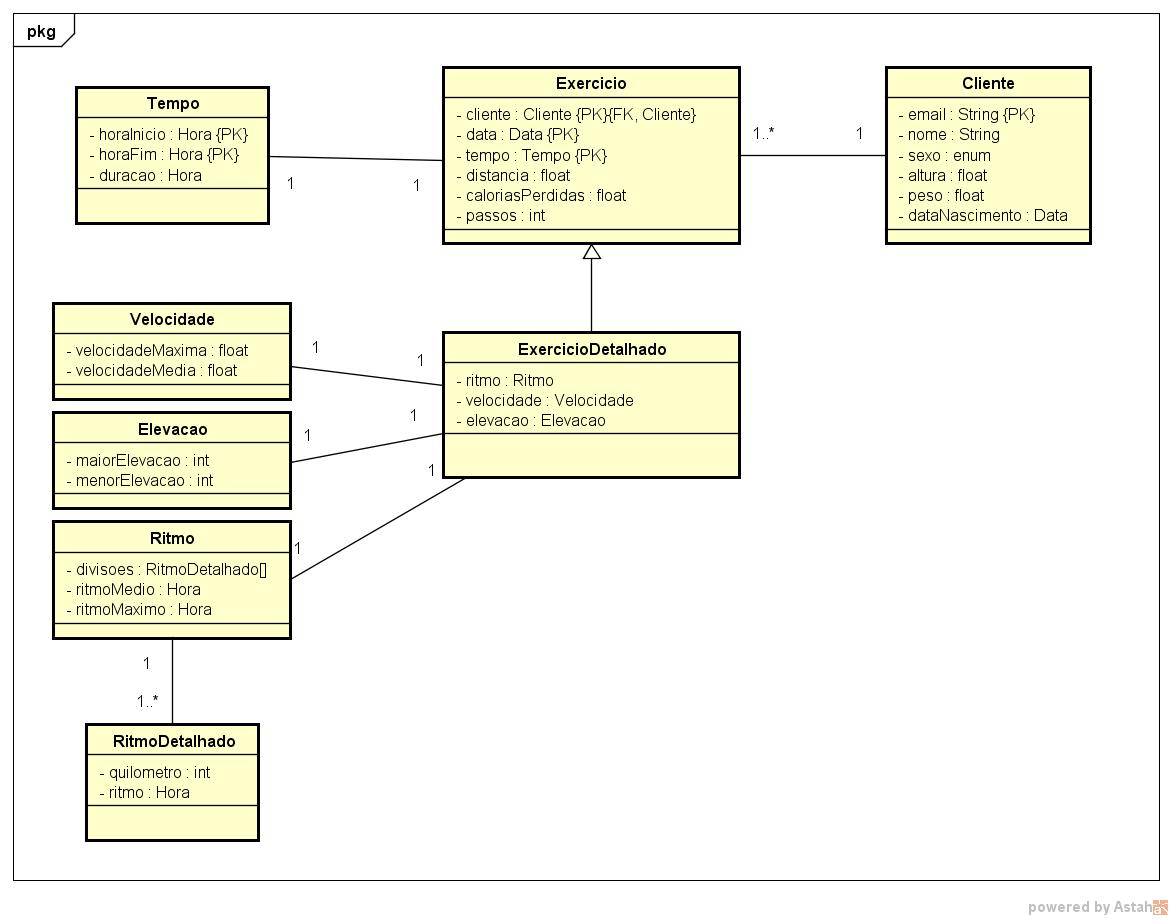 pkg
Tempo
- horaInicio : Hora {PK}
- horaFim : Hora {PK}
- duracao : Hora
1
1
Exercicio
- cliente : Cliente {PK}{FK, Cliente}
- data : Data {PK}
- tempo : Tempo {PK}
- distancia : float
- caloriasPerdidas : float
- passos : int
1..*
1
Cliente
- email : String {PK}
- nome : String
- sexo : enum
- altura : float
- peso : float
- dataNascimento : Data
Velocidade
- velocidadeMaxima : float
- velocidadeMedia : float
1
1
ExercicioDetalhado
- ritmo : Ritmo
- velocidade : Velocidade
- elevacao : Elevacao
Elevacao
- maiorElevacao : int
- menorElevacao : int
1
1
Ritmo
- divisoes : RitmoDetalhado[]
- ritmoMedio : Hora
- ritmoMaximo : Hora
1
1
1
1..*
RitmoDetalhado
- quilometro : int
- ritmo : Hora
powered by Astah